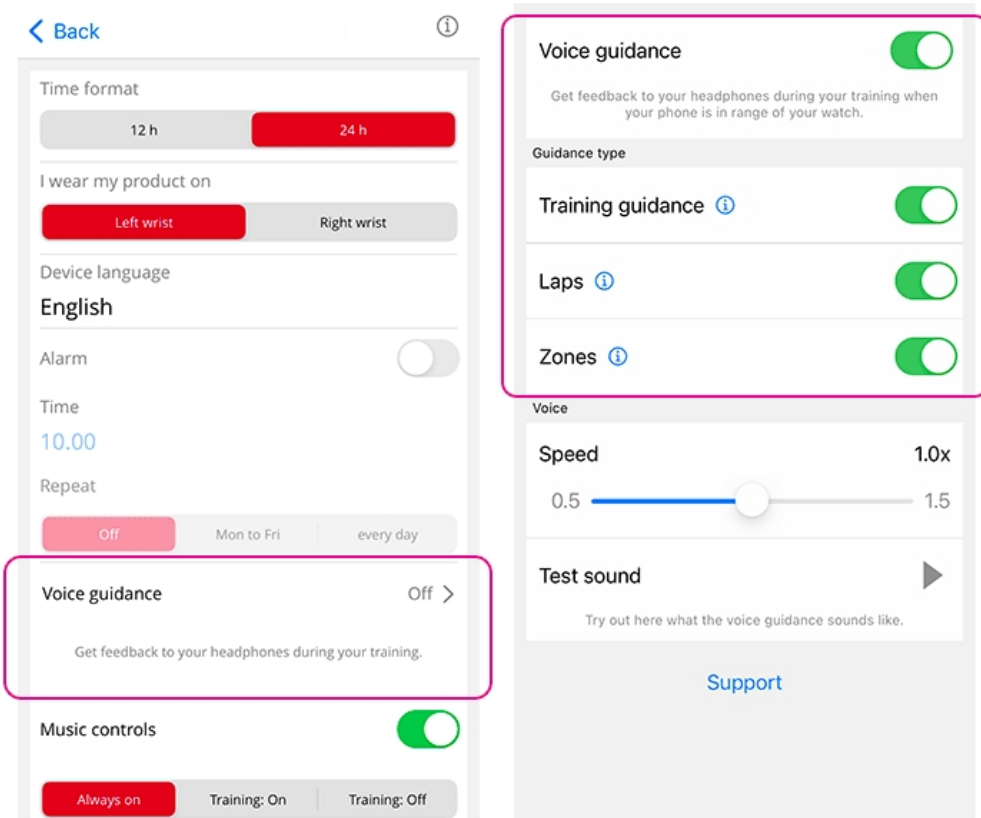 Back
Time format
12 h
24 h
I wear my product on
Left wrist
Right wrist
Device language
English
Alarm
Time
10.00
Repeat
Off
Mon to Fri
every day
Voice guidance
Off
Get feedback to your headphones during your training.
Music controls
Always on
Training: On
Training: Off
Voice guidance
Get feedback to your headphones during your training when
your phone is in range of your watch.
Guidance type
Training guidance
Laps
Zones
Voice
Speed
1.0x
0.5
1.5
Test sound
Try out here what the voice guidance sounds like.
Support